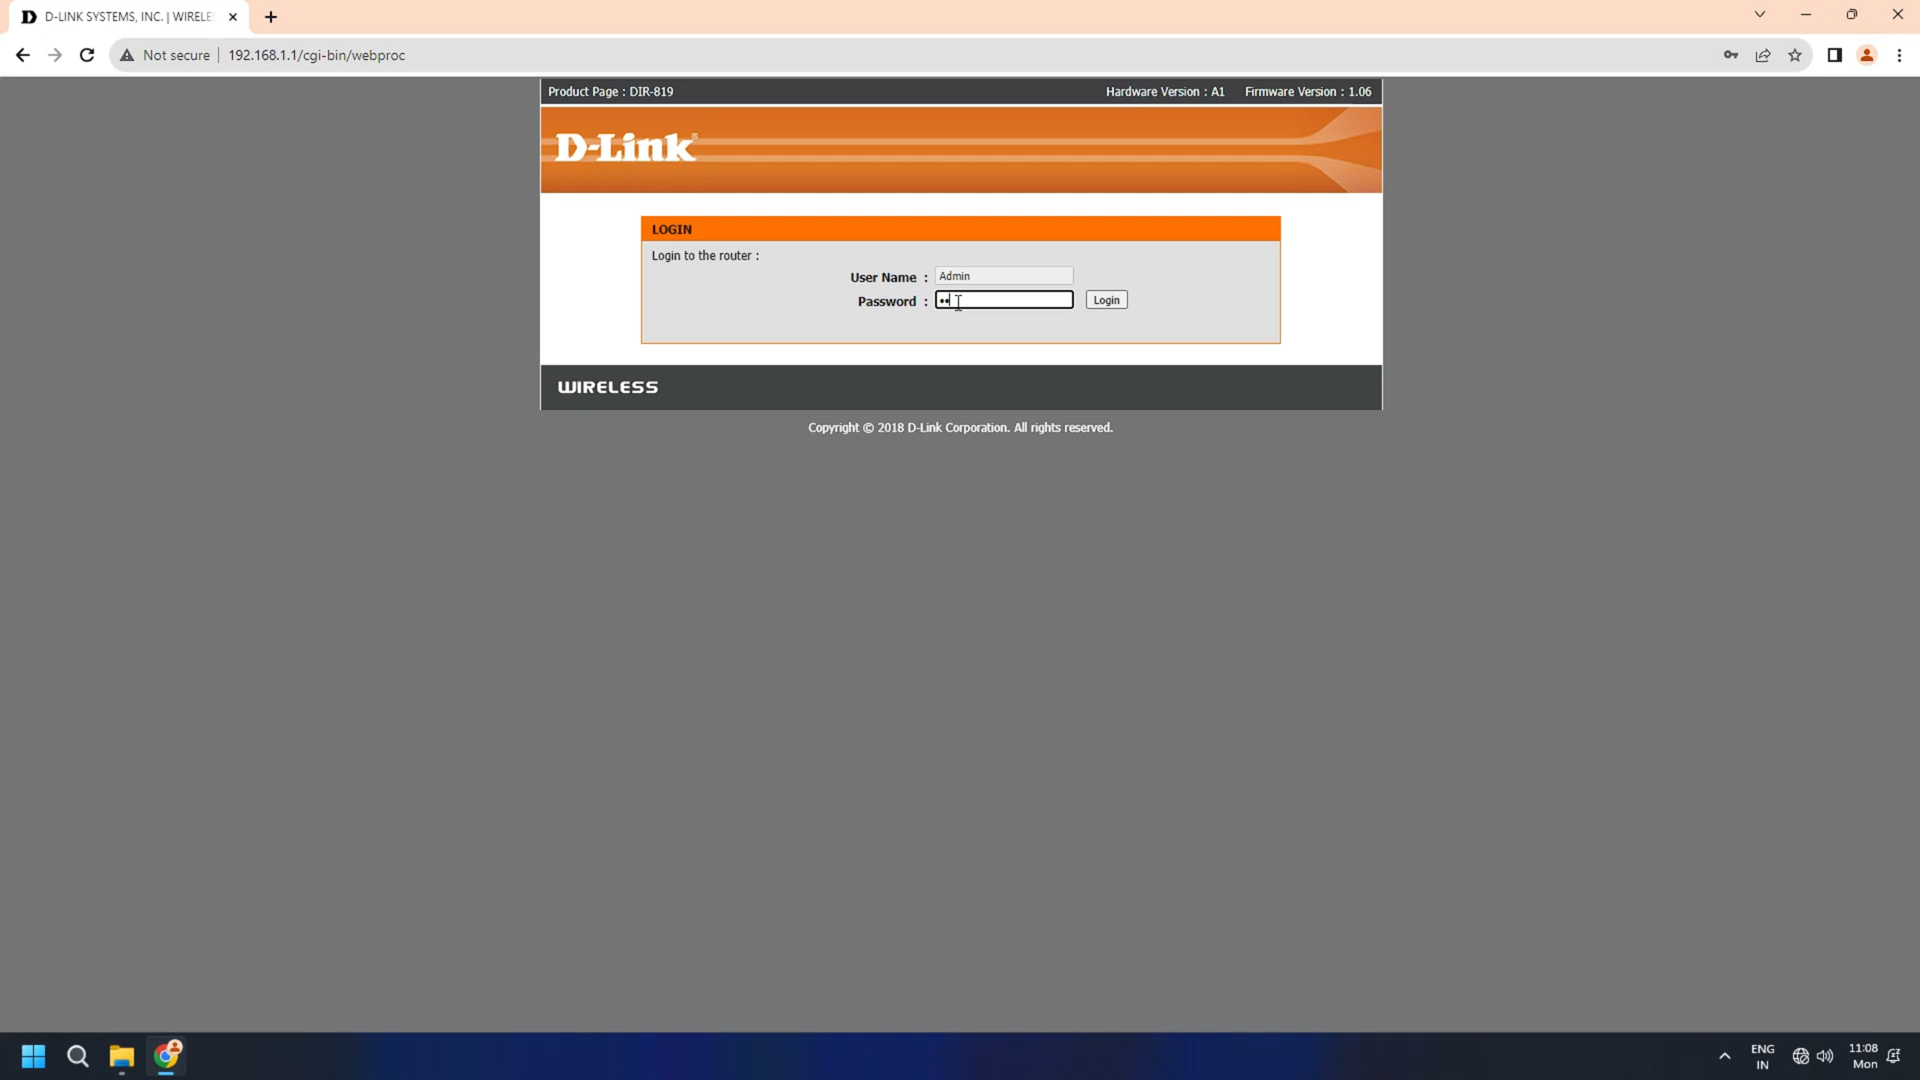 D-LINK SYSTEMS, INC. | WIRELES
Not secure
192.168.1.1/cgi-bin/webproc
Product Page : DIR-819
Hardware Version : A1
Firmware Version : 1.06
D-Link®
LOGIN
Login to the router :
User Name :
Admin
Password :
Login
WIRELESS
Copyright © 2018 D-Link Corporation. All rights reserved.
ENG
IN
11:08
Mon